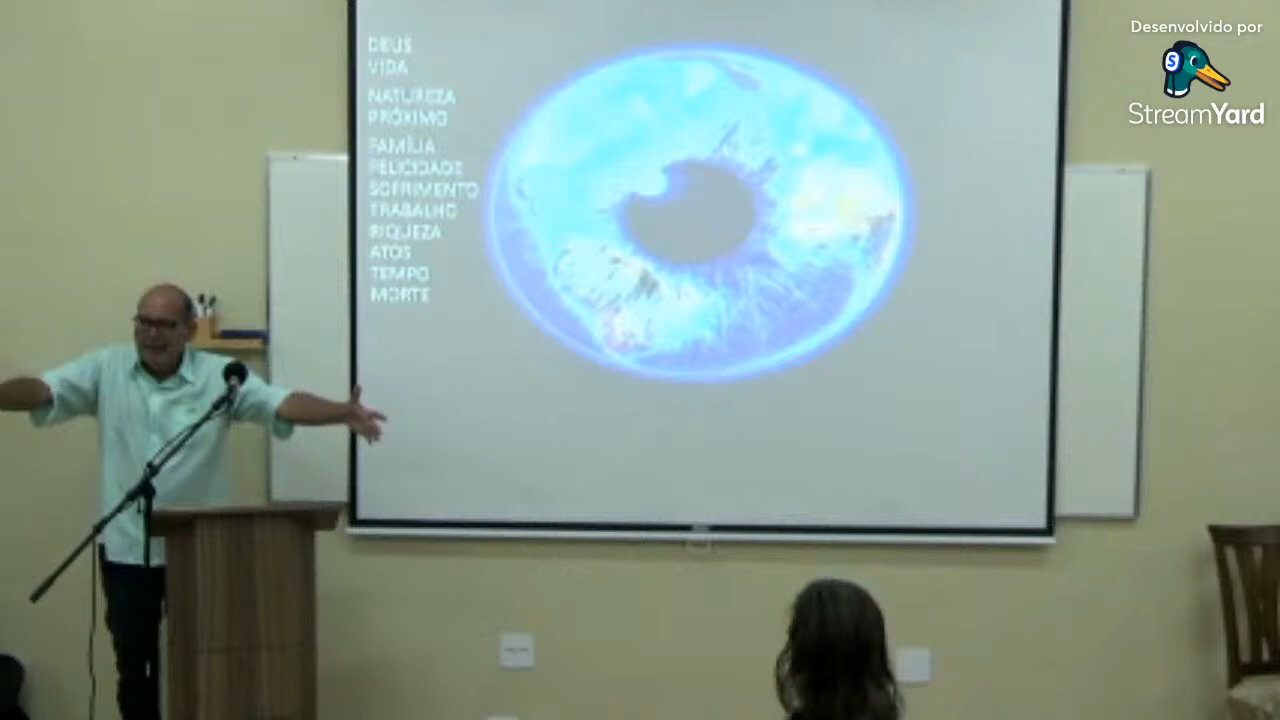 DEUS
VIDA
NATUREZA
PRÓXIMO
FAMÍLIA
FELICIDADE
SOFRIMENTO
TRABALHO
RIQUEZA
ATOS
TEMPO
MORTE
Desenvolvido por
StreamYard